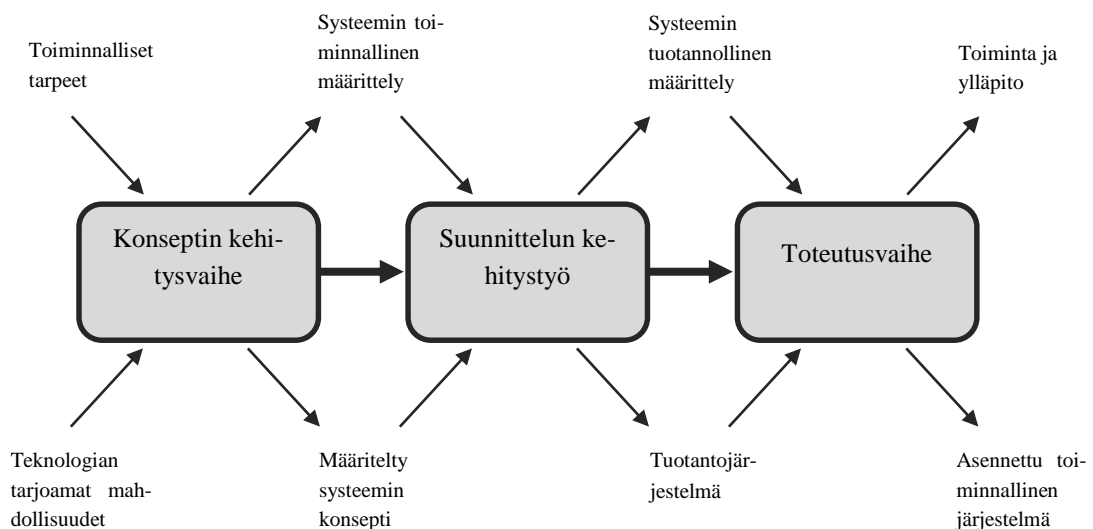 Toiminnalliset
tarpeet
Systeemin toi-
minnallinen
määrittely
Systeemin
tuotannollinen
määrittely
Toiminta ja
ylläpito
Konseptin kehi-
tysvaihe
Suunnittelun ke-
hitystyö
Toteutusvaihe
Teknologian
tarjoamat mah-
dollisuudet
Määritelty
systeemin
konsepti
Tuotantojär-
jestelmä
Asennettu toi-
minnallinen
järjestelmä